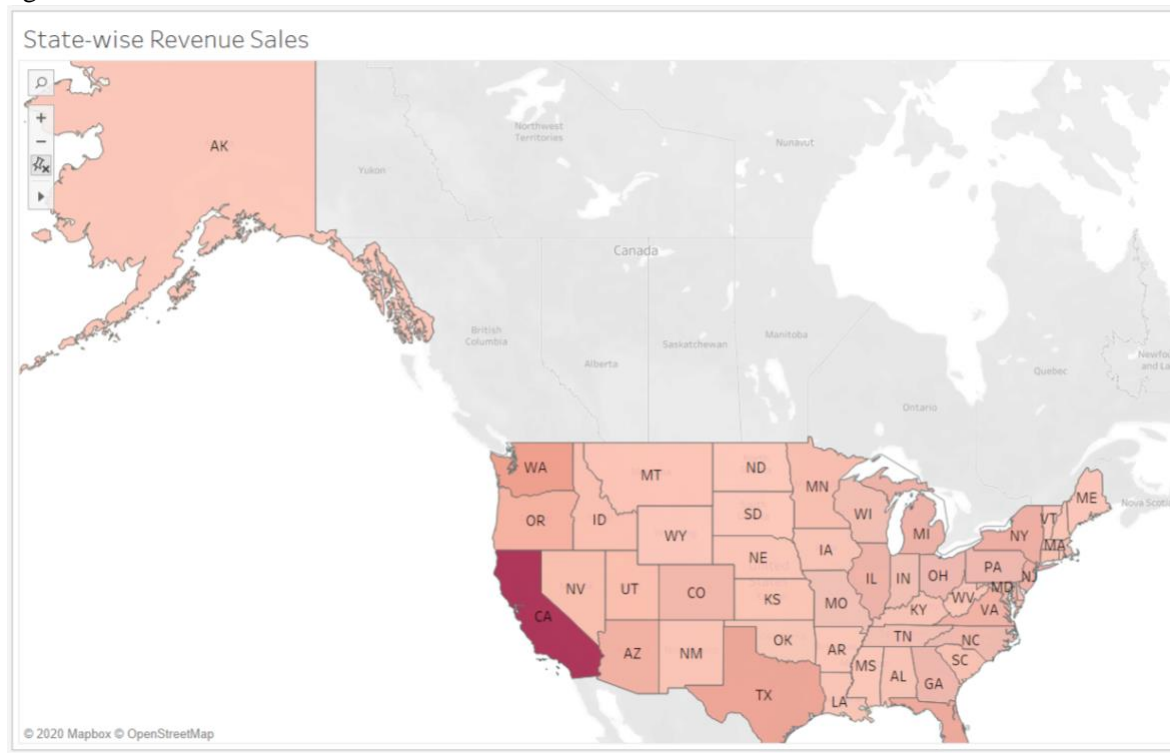 State-wise Revenue Sales
AK
Northwest
Territories
Nunavut
Yukon
Canada
British
Columbia
Alberta
Saskatchewan
Manitoba
Quebec
Ontario
WA
MT
ND
MN
ME
Nova Scoti
OR
ID
SD
WI
MI
NY
VT
MA
WY
IA
NE
PA
NJ
NV
UT
CO
KS
MO
IL
IN
OH
MD
WV
VA
KY
CA
AZ
NM
OK
AR
TN
NC
SC
MS
AL
GA
TX
LA
© 2020 Mapbox © OpenStreetMap